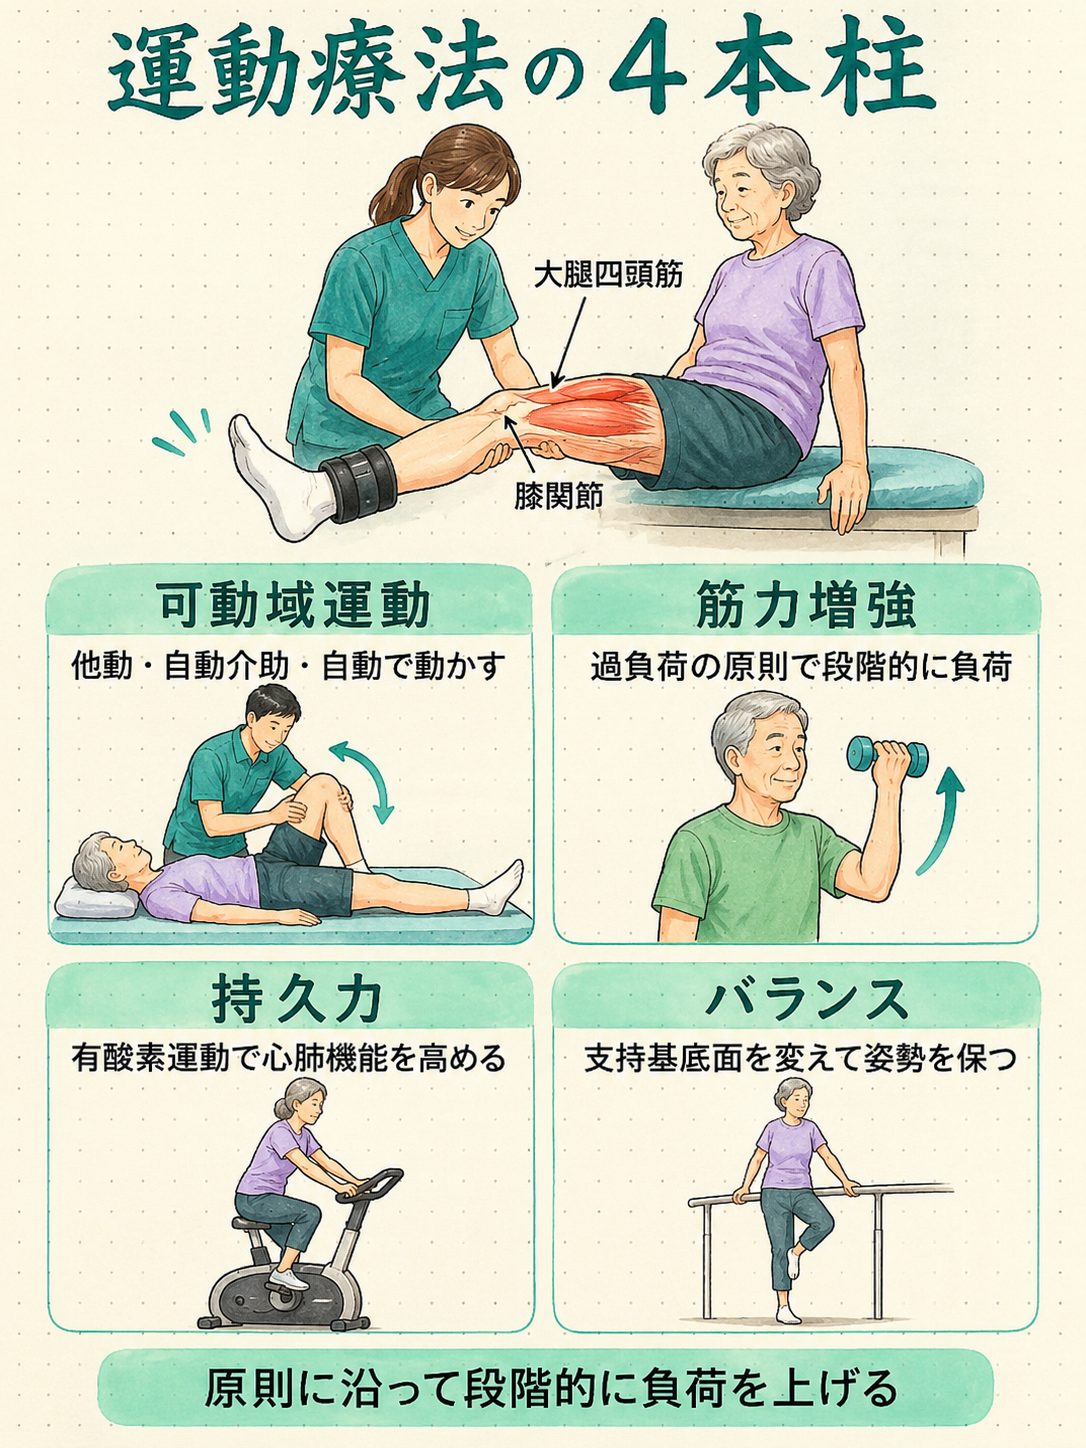 運動療法の4本柱
大腿四頭筋
膝関節
可動域運動
他動・自動介助・自動で動かす
筋力増強
過負荷の原則で段階的に負荷
持久力
有酸素運動で心肺機能を高める
バランス
支持基底面を変えて姿勢を保つ
原則に沿って段階的に負荷を上げる